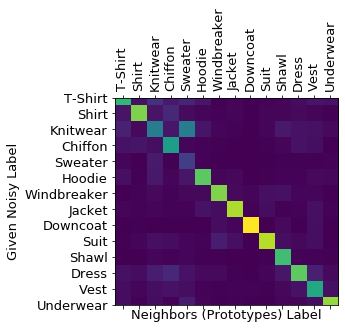 T-Shirt
Shirt
Knitwear
Chiffon
Sweater
Hoodie
Windbreaker
Jacket
Downcoat
Suit
Shawl
Dress
Vest
Underwear
Given Noisy Label
T-Shirt
Shirt
Knitwear
Chiffon
Sweater
Hoodie
Windbreaker
Jacket
Downcoat
Suit
Shawl
Dress
Vest
Underwear
Neighbors (Prototypes) Label